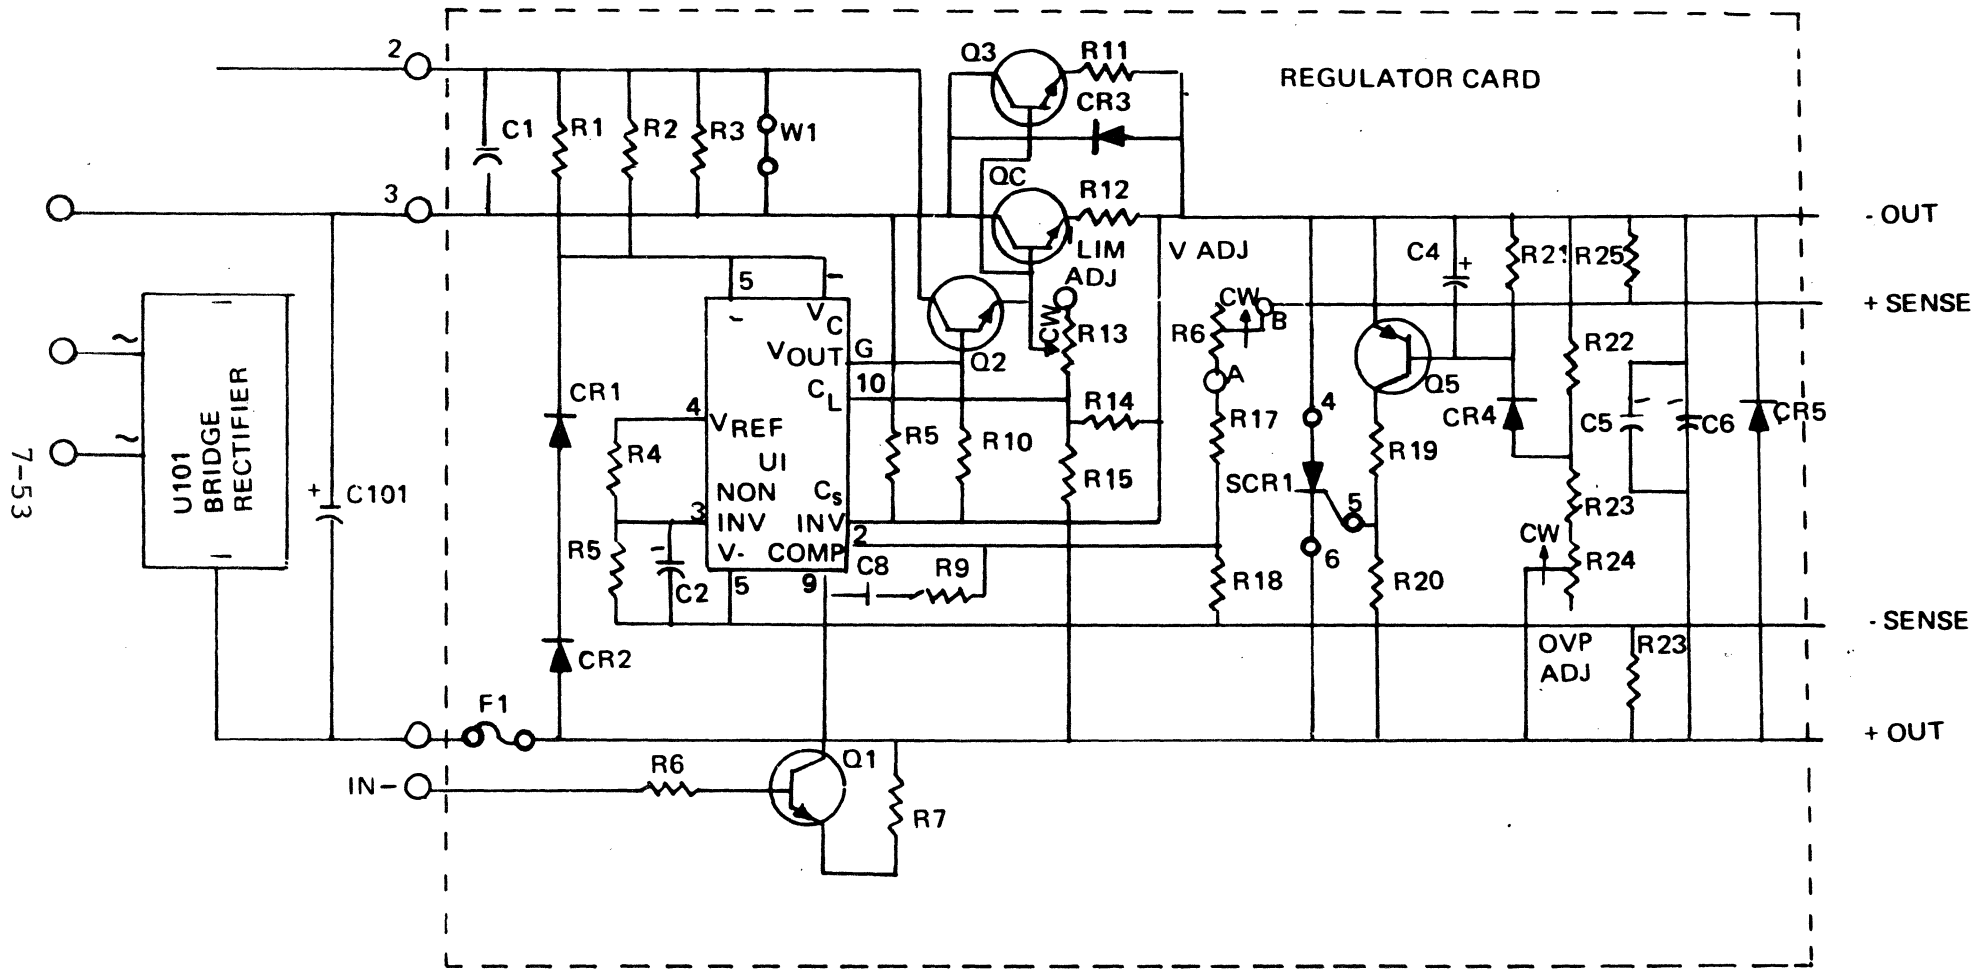 2
Q3
R11
REGULATOR CARD
CR3
C1
R1
R2
R3
W1
QC
R12
3
- OUT
LIM
ADJ
V ADJ
C4
+
R21
R25
5
-
-
V
C
CW
CW
B
+ SENSE
R6
R13
R22
~
VOUT
G
Q2
A
Q5
CL
10
R14
CR1
4
VREF
4
CR4
C5
-
-
C6
CR5
R17
U101
BRIDGE
RECTIFIER
~
R4
UI
R5
R10
R15
R19
7-53
+
C101
NON
INV
3
Cs
INV
2
SCR1
5
R23
CW
R5
-
C2
V-
COMP
5
9
C8
R9
R18
6
R20
R24
- SENSE
CR2
OVP
ADJ
R23
F1
+ OUT
IN-
R6
Q1
R7